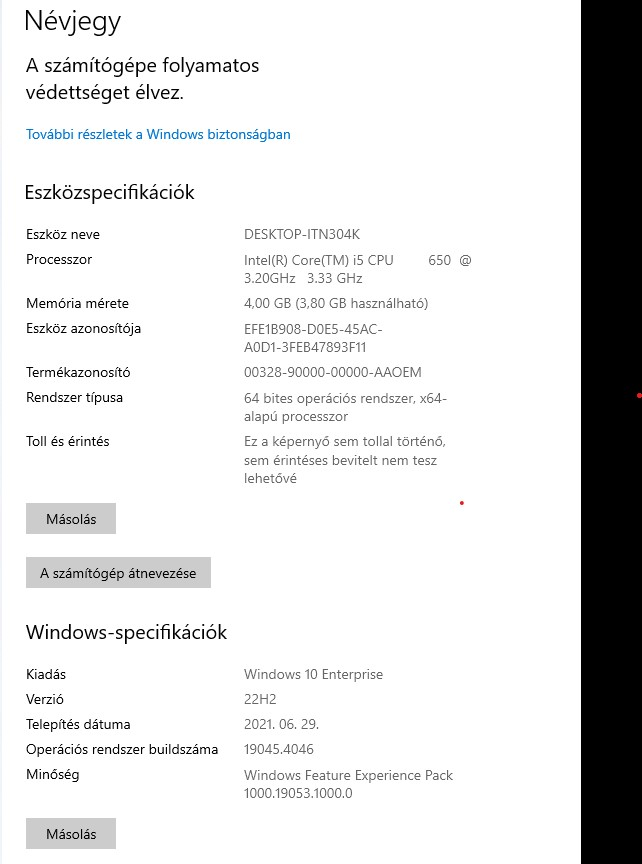 Névjegy
A számítógépe folyamatos
védettséget élvez.
További részletek a Windows biztonságban
Eszközspecifikációk
Eszköz neve DESKTOP-ITN304K
Processzor Intel(R) Core(TM) i5 CPU 650 @
3.20GHz 3.33 GHz
Memória mérete 4,00 GB (3,80 GB használható)
Eszköz azonosítója EFE1B908-D0E5-45AC-
A0D1-3FEB47893F11
Termékazonosító 00328-90000-00000-AAOEM
Rendszer típusa 64 bites operációs rendszer, x64-
alapú processzor
Toll és érintés Ez a képernyő sem tollal történő,
sem érintéses bevitelt nem tesz
lehetővé
Másolás
A számítógép átnevezése
Windows-specifikációk
Kiadás Windows 10 Enterprise
Verzió 22H2
Telepítés dátuma 2021. 06. 29.
Operációs rendszer buildszáma 19045.4046
Minőség Windows Feature Experience Pack
1000.19053.1000.0
Másolás